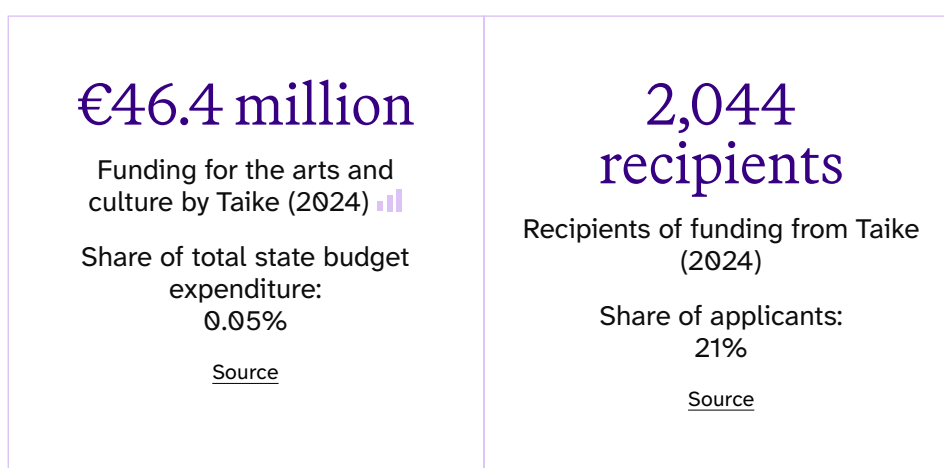 €46.4 million
Funding for the arts and
culture by Taike (2024)
Share of total state budget
expenditure:
0.05%
Source
2,044
recipients
Recipients of funding from Taike
(2024)
Share of applicants:
21%
Source